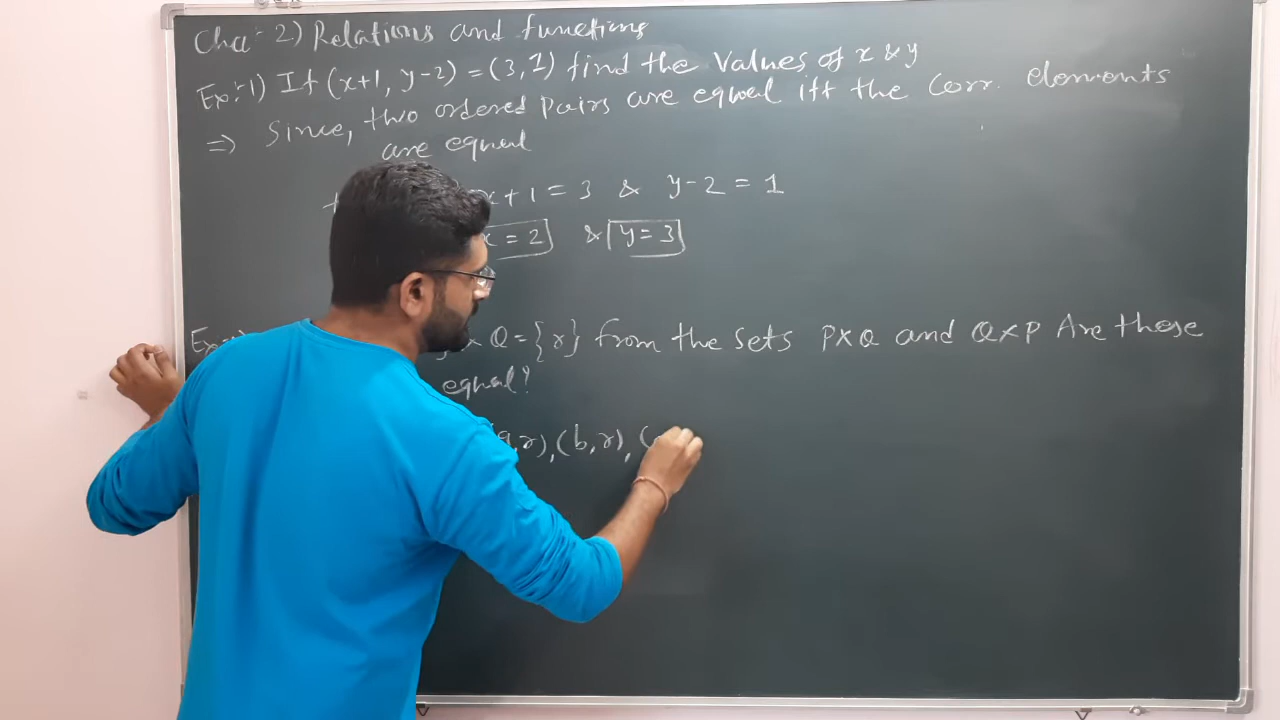 Cha:- 2) Relations and functions
Ex:-1) If (x+1, y-2) = (3,1) find the values of x & y
=> Since, two ordered pairs are equal iff the corr. elements
are equal
x+1=3 & y-2=1
x=2 & y=3
Q={r} from the sets P×Q and Q×P Are these
equal?
(a,r),(b,r),(